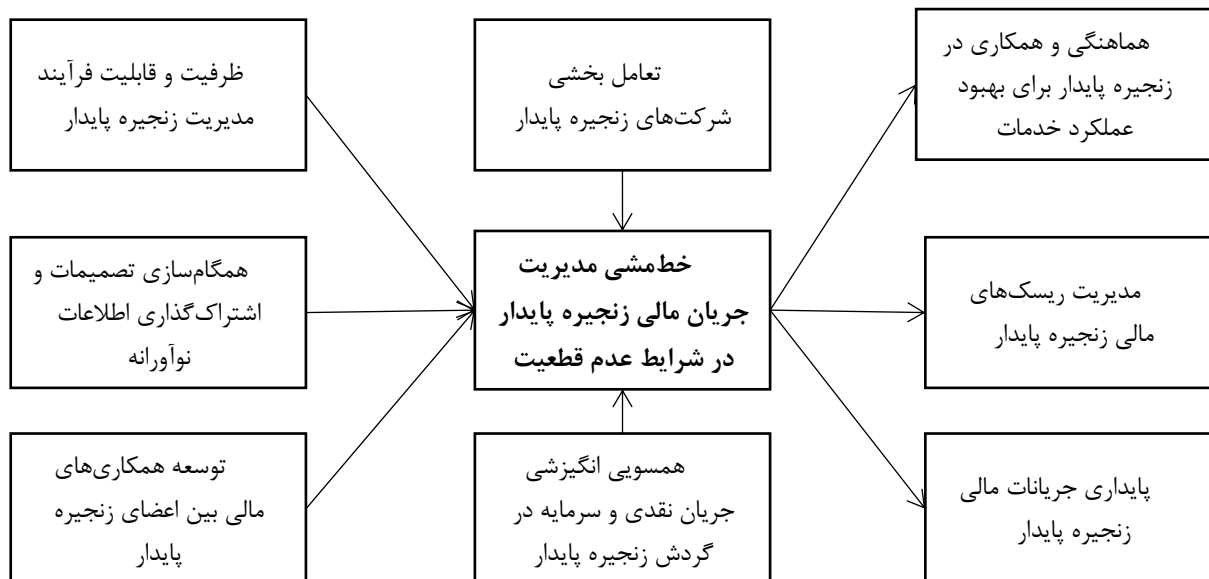 ظرفیت و قابلیت فرآیند
مدیریت زنجیره پایدار
تعامل بخشی
شرکت‌های زنجیره پایدار
هماهنگی و همکاری در
زنجیره پایدار برای بهبود
عملکرد خدمات
همگام‌سازی تصمیمات و
اشتراک‌گذاری اطلاعات
نوآورانه
خط‌مشی مدیریت
جریان مالی زنجیره پایدار
در شرایط عدم قطعیت
مدیریت ریسک‌های
مالی زنجیره پایدار
توسعه همکاری‌های
مالی بین اعضای زنجیره
پایدار
همسویی انگیزشی
جریان نقدی و سرمایه در
گردش زنجیره پایدار
پایداری جریانات مالی
زنجیره پایدار